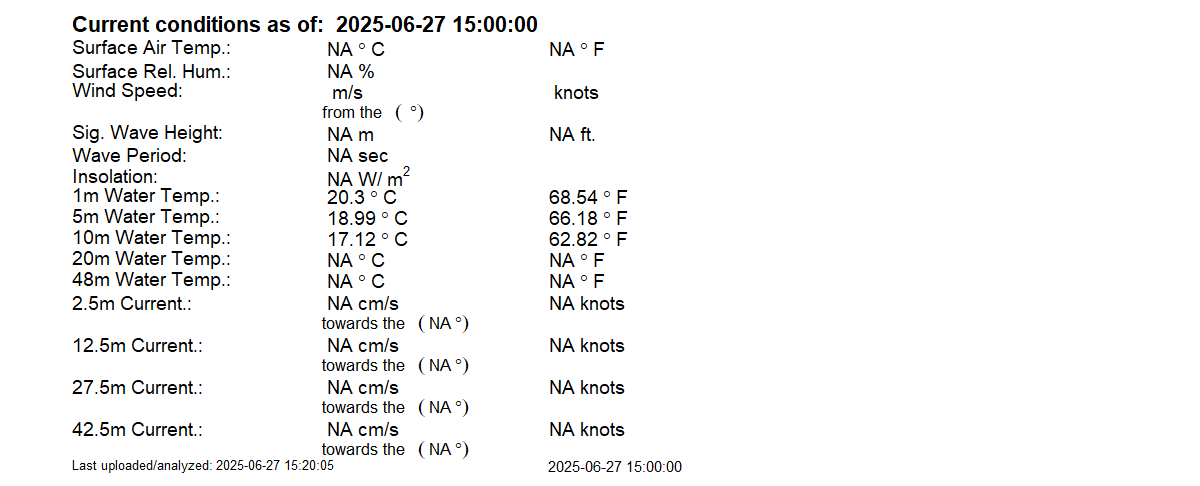 Current conditions as of: 2025-06-27 15:00:00
Surface Air Temp.: NA ° C NA ° F
Surface Rel. Hum.: NA %
Wind Speed: m/s knots
from the ( °)
Sig. Wave Height: NA m NA ft.
Wave Period: NA sec
Insolation: NA W/ m²
1m Water Temp.: 20.3 ° C 68.54 ° F
5m Water Temp.: 18.99 ° C 66.18 ° F
10m Water Temp.: 17.12 ° C 62.82 ° F
20m Water Temp.: NA ° C NA ° F
48m Water Temp.: NA ° C NA ° F
2.5m Current.: NA cm/s NA knots
towards the ( NA °)
12.5m Current.: NA cm/s NA knots
towards the ( NA °)
27.5m Current.: NA cm/s NA knots
towards the ( NA °)
42.5m Current.: NA cm/s NA knots
towards the ( NA °)
Last uploaded/analyzed: 2025-06-27 15:20:05 2025-06-27 15:00:00